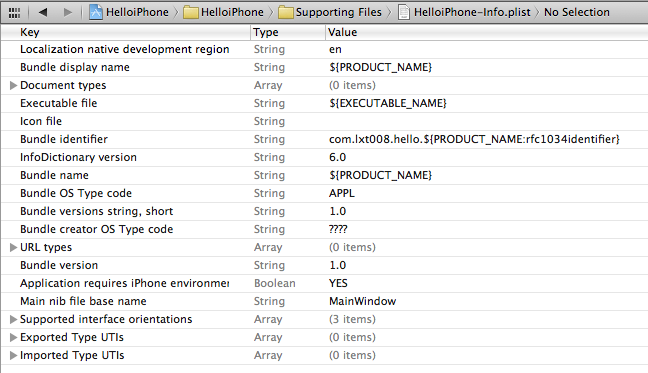 HelloiPhone HelloiPhone Supporting Files HelloiPhone-Info.plist No Selection
Key Type Value
Localization native development region String en
Bundle display name String ${PRODUCT_NAME}
Document types Array (0 items)
Executable file String ${EXECUTABLE_NAME}
Icon file String
Bundle identifier String com.lxt008.hello.${PRODUCT_NAME:rfc1034identifier}
InfoDictionary version String 6.0
Bundle name String ${PRODUCT_NAME}
Bundle OS Type code String APPL
Bundle versions string, short String 1.0
Bundle creator OS Type code String ????
URL types Array (0 items)
Bundle version String 1.0
Application requires iPhone environmen Boolean YES
Main nib file base name String MainWindow
Supported interface orientations Array (3 items)
Exported Type UTIs Array (0 items)
Imported Type UTIs Array (0 items)